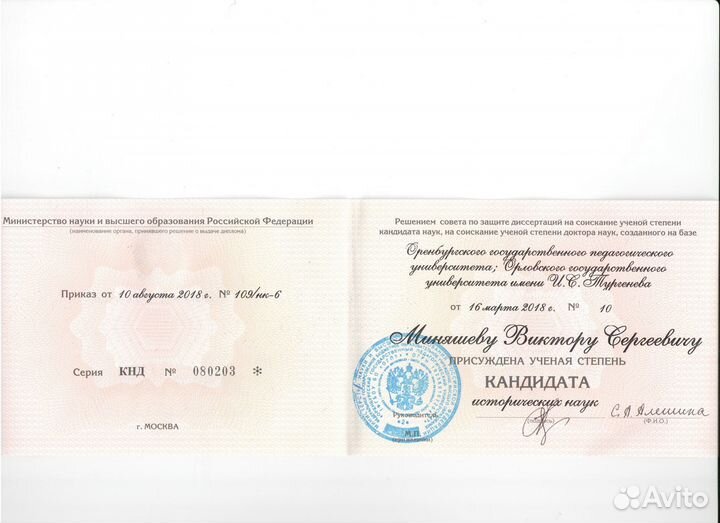 Министерство науки и высшего образования Российской Федерации
(наименование органа, принявшего решение о выдаче диплома)
Приказ от 10 августа 2018 г. № 109/нк-6
Серия КНД № 080203 *
г. МОСКВА
Решением совета по защите диссертаций на соискание ученой степени
кандидата наук, на соискание ученой степени доктора наук, созданного на базе
Оренбургского государственного педагогического
университета; Орловского государственного
университета имени И.С. Тургенева
от 16 марта 2018 г. № 10
Миняшеву Виктору Сергеевичу
ПРИСУЖДЕНА УЧЕНАЯ СТЕПЕНЬ
КАНДИДАТА
исторических наук
Руководитель
(подпись)
С.А. Алешина
(Ф.И.О.)
«2»
М.П.
Avito